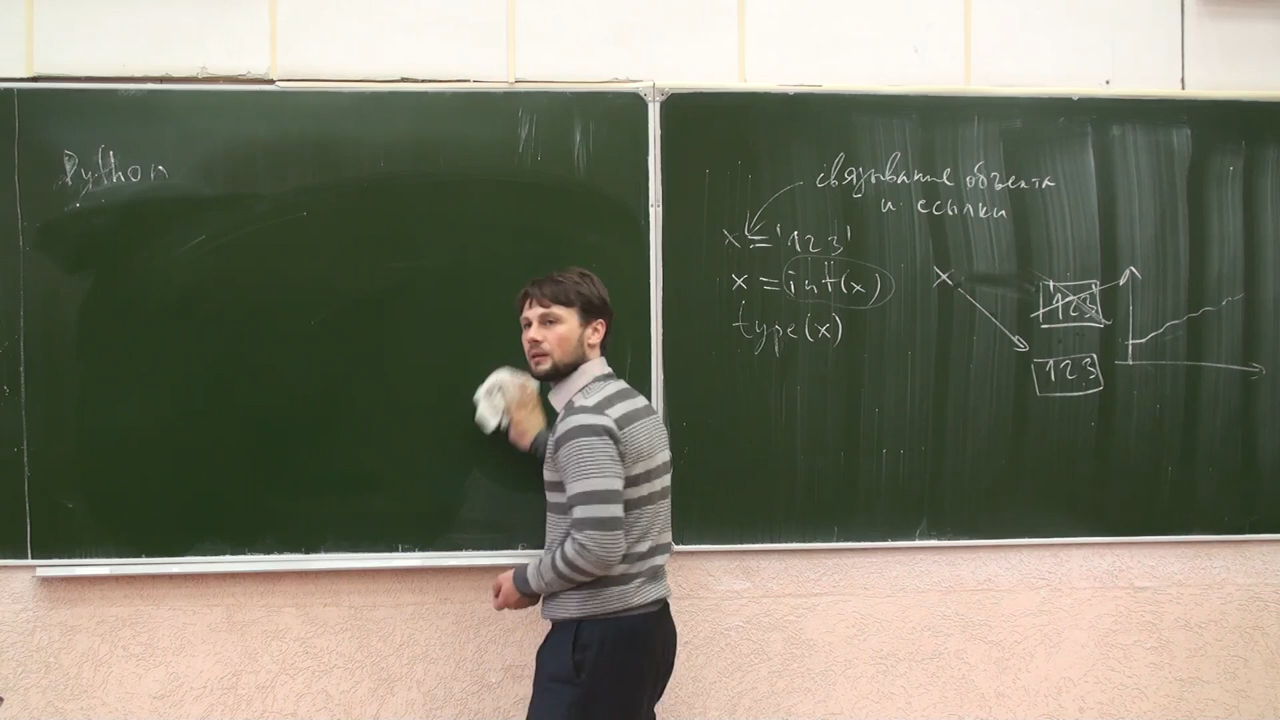 Python
связывание объекта
и ссылки
x = '123'
x = int(x)
type(x)
x
123
123